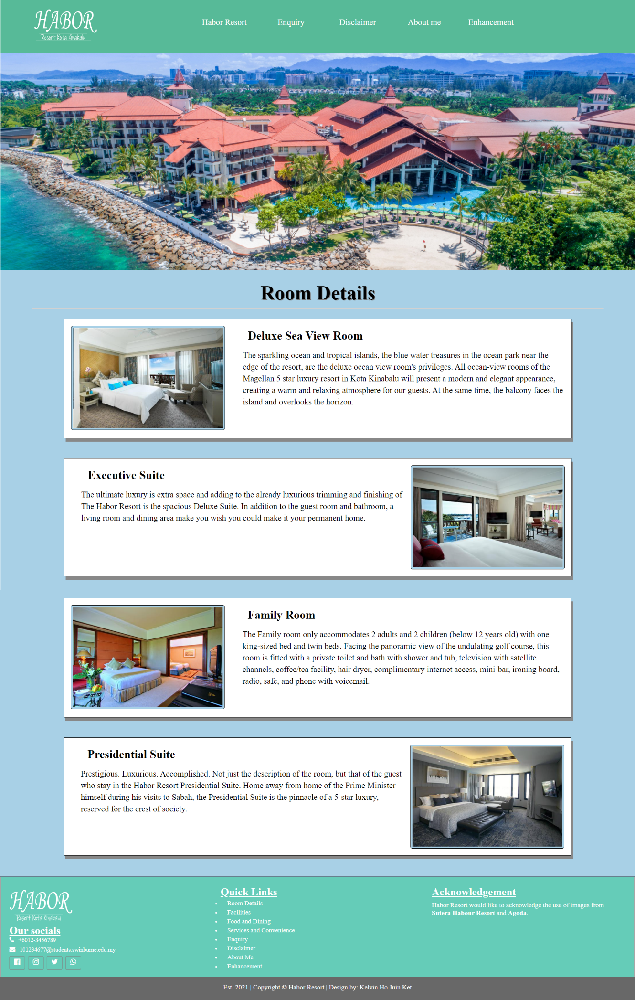 HABOR
Resort Kota Kinabalu
Habor Resort
Enquiry
Disclaimer
About me
Enhancement
Room Details
Deluxe Sea View Room
The sparkling ocean and tropical islands, the blue water treasures in the ocean park near the
edge of the resort, are the deluxe ocean view room's privileges. All ocean-view rooms of the
Magellan 5 star luxury resort in Kota Kinabalu will present a modern and elegant appearance,
creating a warm and relaxing atmosphere for our guests. At the same time, the balcony faces the
island and overlooks the horizon.
Executive Suite
The ultimate luxury is extra space and adding to the already luxurious trimming and finishing of
The Habor Resort is the spacious Deluxe Suite. In addition to the guest room and bathroom, a
living room and dining area make you wish you could make it your permanent home.
Family Room
The Family room only accommodates 2 adults and 2 children (below 12 years old) with one
king-sized bed and twin beds. Facing the panoramic view of the undulating golf course, this
room is fitted with a private toilet and bath with shower and tub, television with satellite
channels, coffee/tea facility, hair dryer, complimentary internet access, mini-bar, ironing board,
radio, safe, and phone with voicemail.
Presidential Suite
Prestigious. Luxurious. Accomplished. Not just the description of the room, but that of the guest
who stay in the Habor Resort Presidential Suite. Home away from home of the Prime Minister
himself during his visits to Sabah, the Presidential Suite is the pinnacle of a 5-star luxury,
reserved for the crest of society.
HABOR
Resort Kota Kinabalu
Our socials
+6012-3456789
101234677@students.swinburne.edu.my
Quick Links
Room Details
Facilities
Food and Dining
Services and Convenience
Enquiry
Disclaimer
About Me
Enhancement
Acknowledgement
Habor Resort would like to acknowledge the use of images from
Sutera Habour Resort and Agoda.
Est. 2021 | Copyright © Habor Resort | Design by: Kelvin Ho Juin Ket